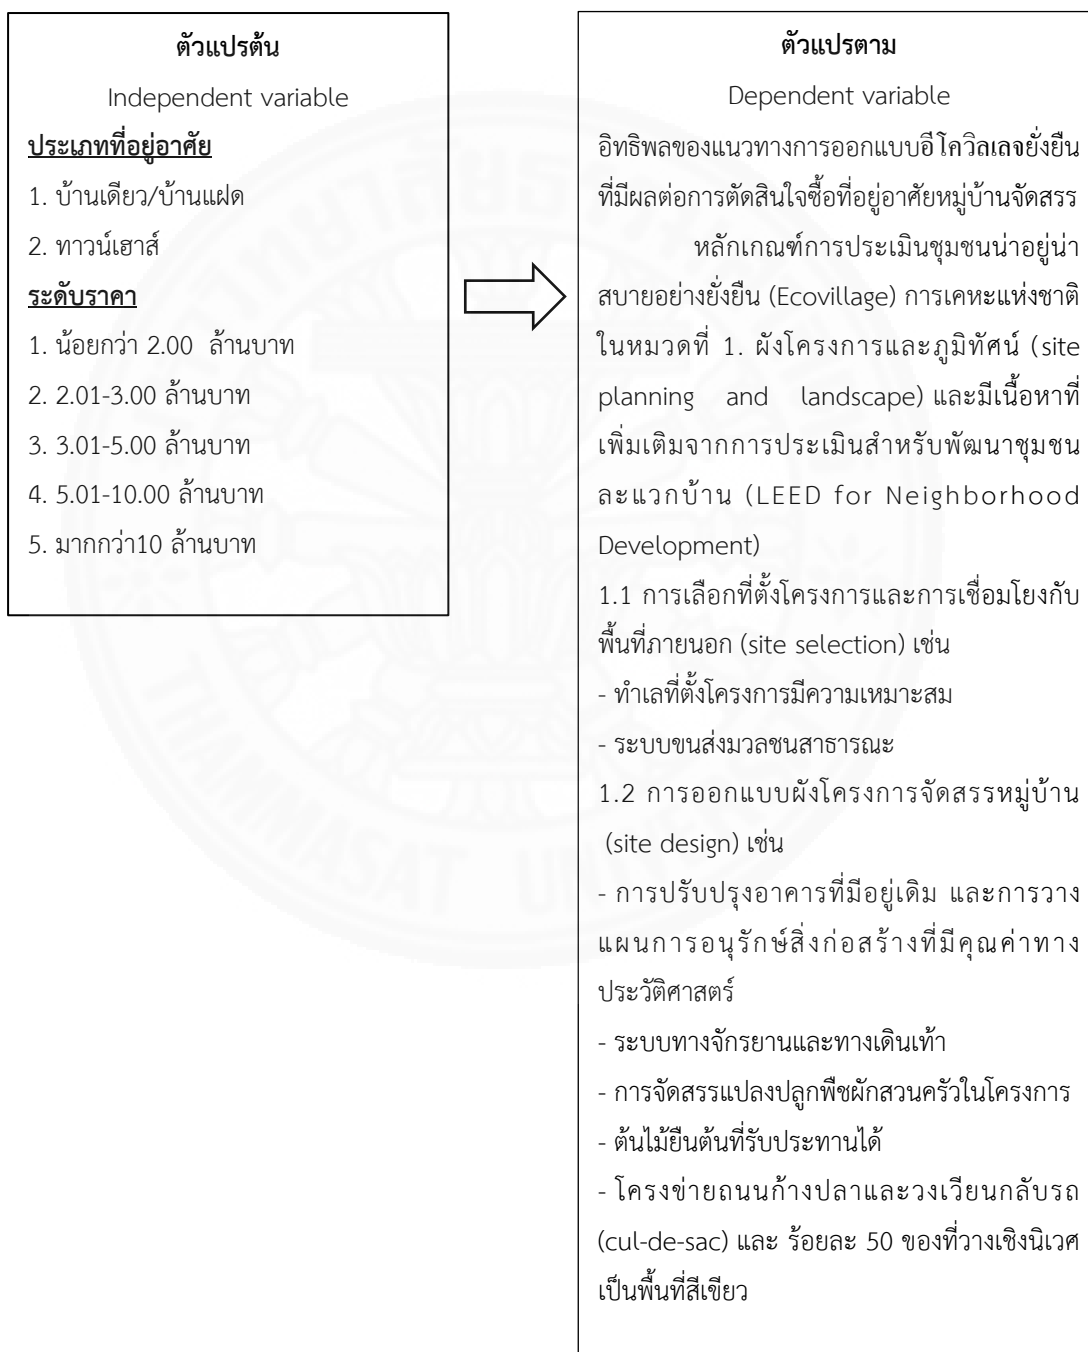 ตัวแปรต้น
Independent variable
ประเภทที่อยู่อาศัย
1. บ้านเดียว/บ้านแฝด
2. ทาวน์เฮาส์
ระดับราคา
1. น้อยกว่า 2.00 ล้านบาท
2. 2.01-3.00 ล้านบาท
3. 3.01-5.00 ล้านบาท
4. 5.01-10.00 ล้านบาท
5. มากกว่า10 ล้านบาท
ตัวแปรตาม
Dependent variable
อิทธิพลของแนวทางการออกแบบอีโควิลเลจยั่งยืน
ที่มีผลต่อการตัดสินใจซื้อที่อยู่อาศัยหมู่บ้านจัดสรร
หลักเกณฑ์การประเมินชุมชนน่าอยู่น่า
สบายอย่างยั่งยืน (Ecovillage) การเคหะแห่งชาติ
ในหมวดที่ 1. ผังโครงการและภูมิทัศน์ (site
planning and landscape) และมีเนื้อหาที่
เพิ่มเติมจากการประเมินสำหรับพัฒนาชุมชน
ละแวกบ้าน (LEED for Neighborhood
Development)
1.1 การเลือกที่ตั้งโครงการและการเชื่อมโยงกับ
พื้นที่ภายนอก (site selection) เช่น
- ทำเลที่ตั้งโครงการมีความเหมาะสม
- ระบบขนส่งมวลชนสาธารณะ
1.2 การออกแบบผังโครงการจัดสรรหมู่บ้าน
(site design) เช่น
- การปรับปรุงอาคารที่มีอยู่เดิม และการวาง
แผนการอนุรักษ์สิ่งก่อสร้างที่มีคุณค่าทาง
ประวัติศาสตร์
- ระบบทางจักรยานและทางเดินเท้า
- การจัดสรรแปลงปลูกพืชผักสวนครัวในโครงการ
- ต้นไม้ยืนต้นที่รับประทานได้
- โครงข่ายถนนก้างปลาและวงเวียนกลับรถ
(cul-de-sac) และ ร้อยละ 50 ของที่วางเชิงนิเวศ
เป็นพื้นที่สีเขียว
THAMMASAT UN